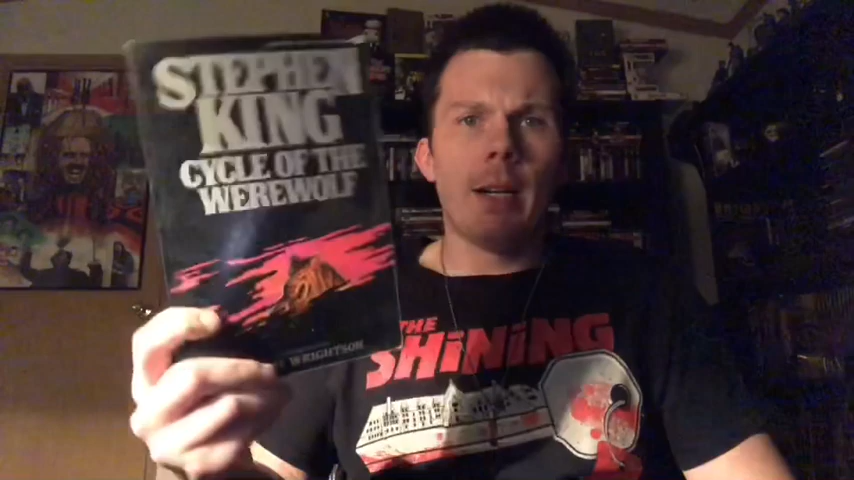 STEPHEN
KING
CYCLE OF THE
WEREWOLF
WRIGHTSON
THE
SHINING